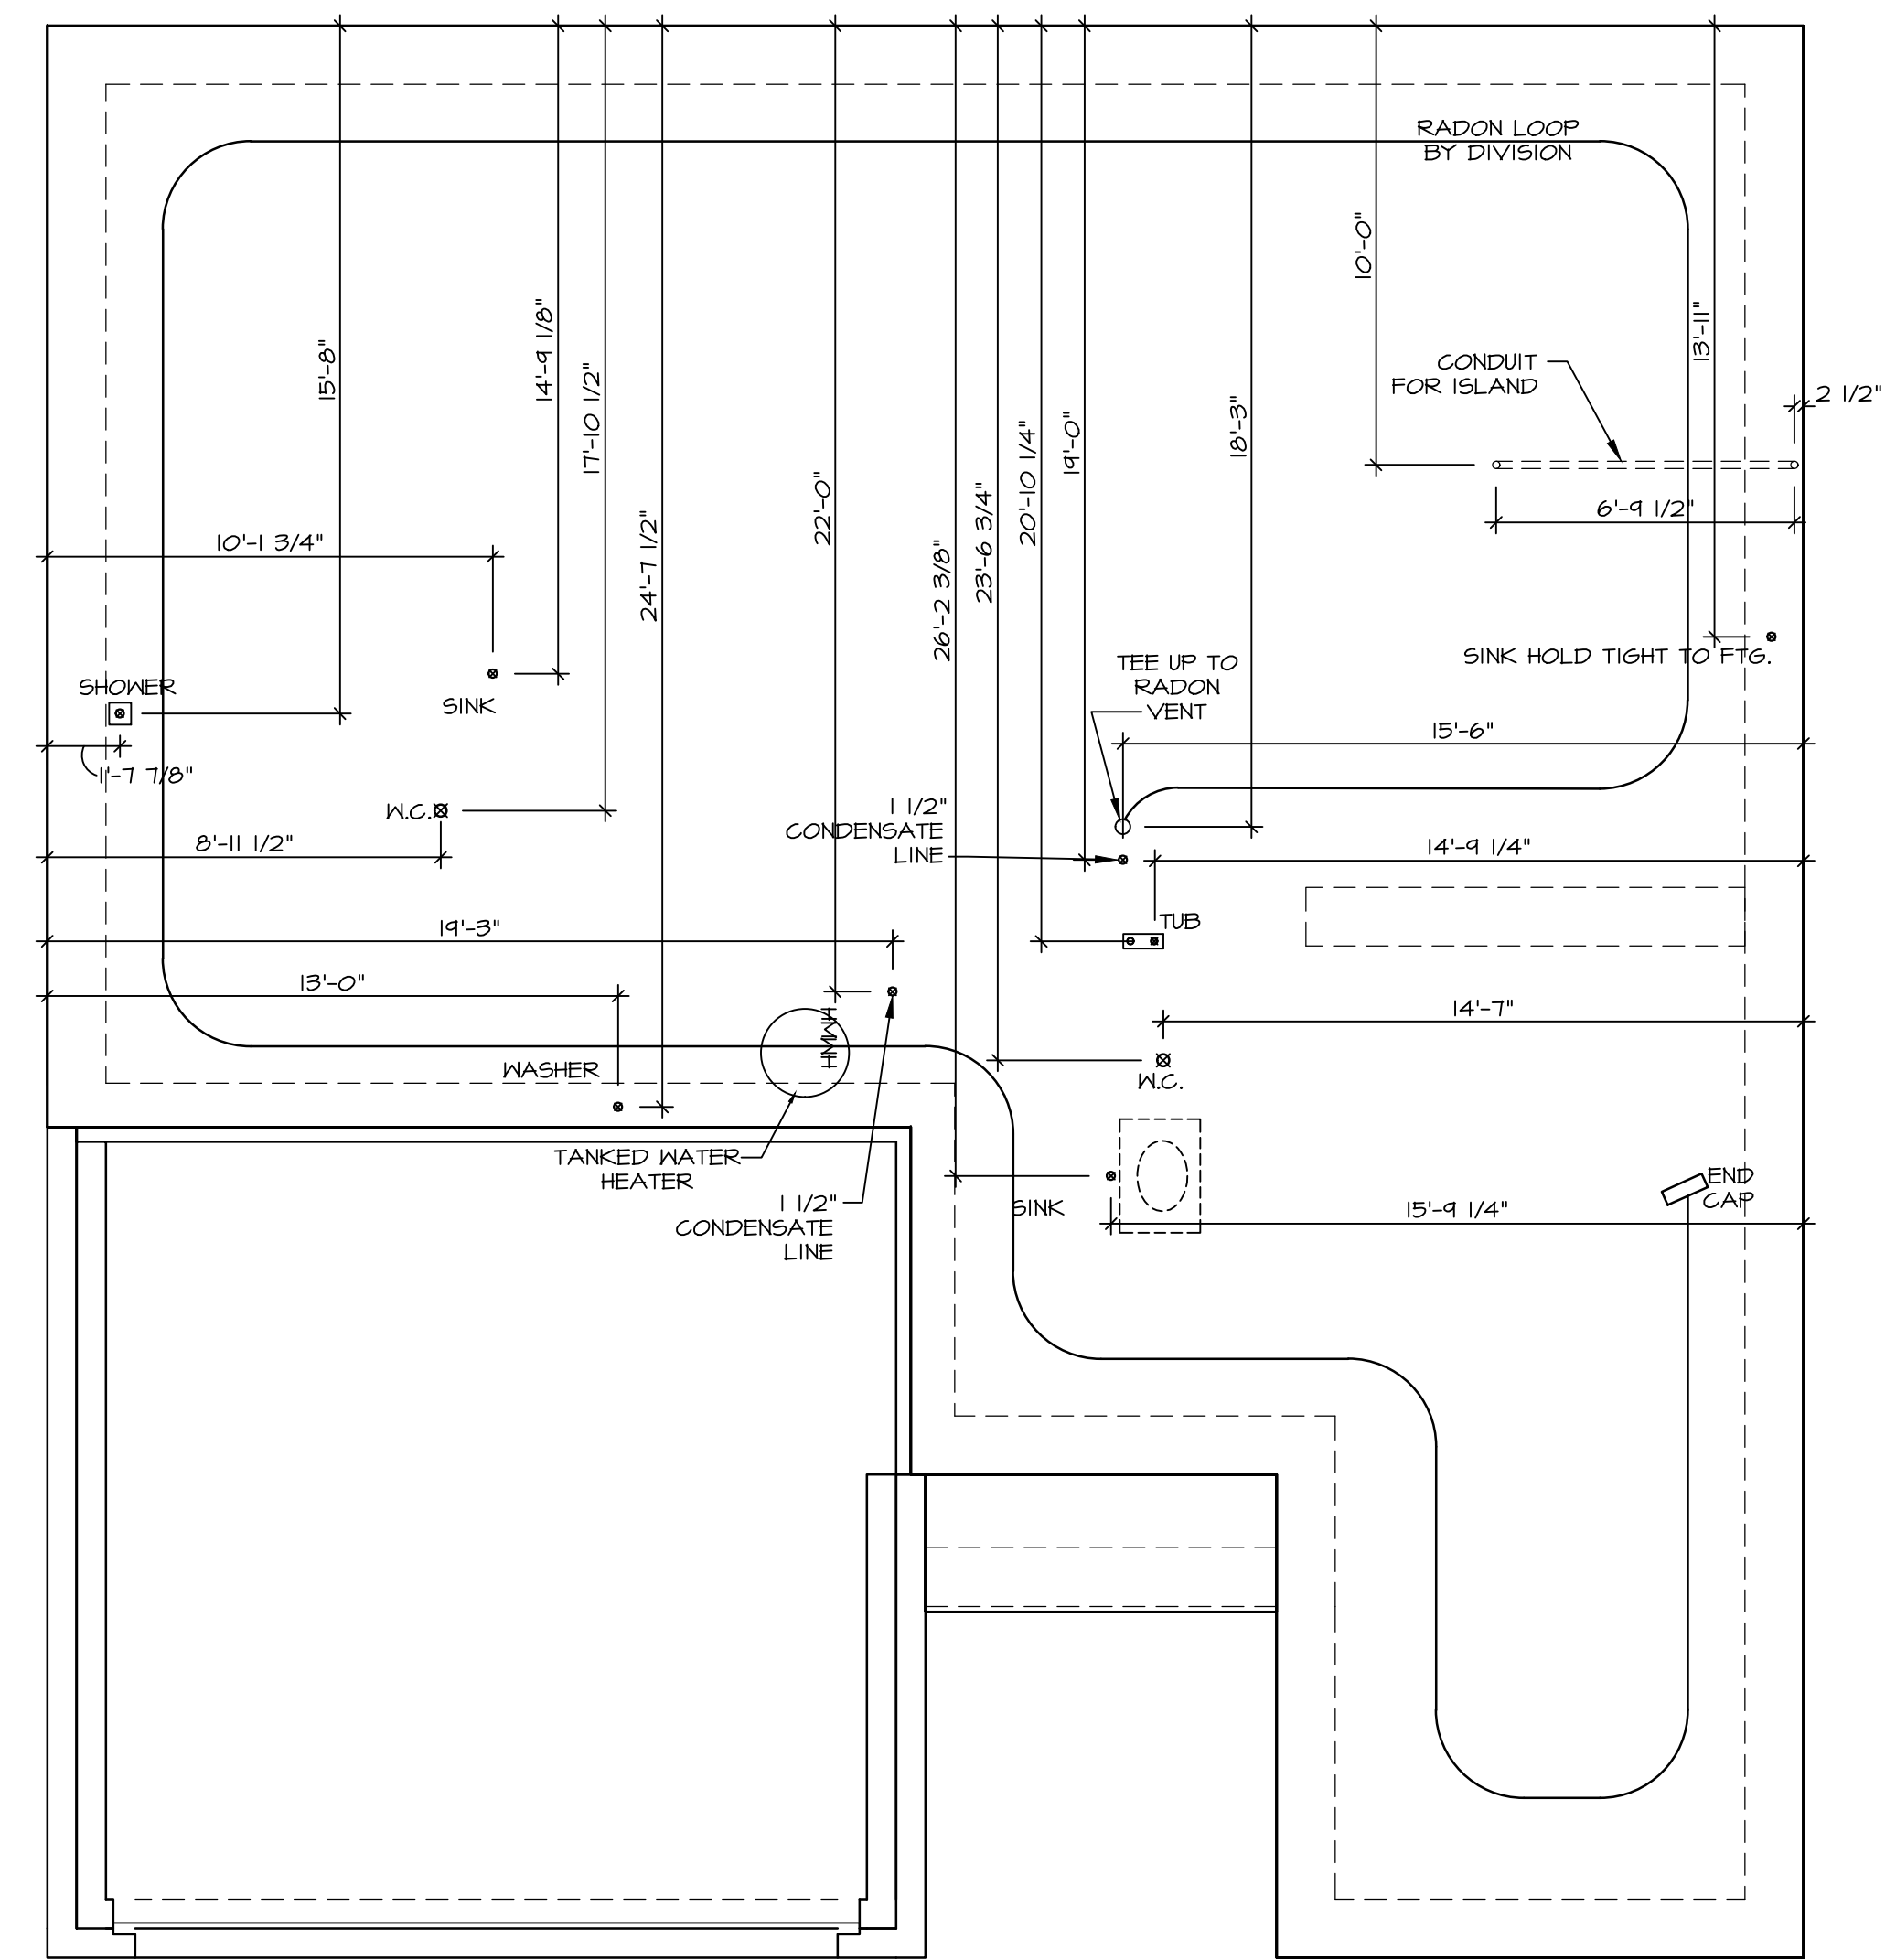 RADON LOOP
BY DIVISION
10'-0"
15'-8"
14'-9 1/8"
17'-10 1/2"
13'-11"
CONDUIT
FOR ISLAND
2 1/2"
18'-3"
19'-0"
20'-10 1/4"
22'-0"
23'-6 3/4"
24'-7 1/2"
26'-2 3/8"
6'-9 1/2"
10'-1 3/4"
SINK HOLD TIGHT TO FTG.
TEE UP TO
RADON
VENT
SHOWER
SINK
15'-6"
1'-7 7/8"
W.C.
1 1/2"
CONDENSATE
LINE
8'-11 1/2"
14'-9 1/4"
TUB
19'-3"
13'-0"
14'-7"
HWH
WASHER
W.C.
TANKED WATER
HEATER
1 1/2"
CONDENSATE
LINE
SINK
END
CAP
15'-9 1/4"